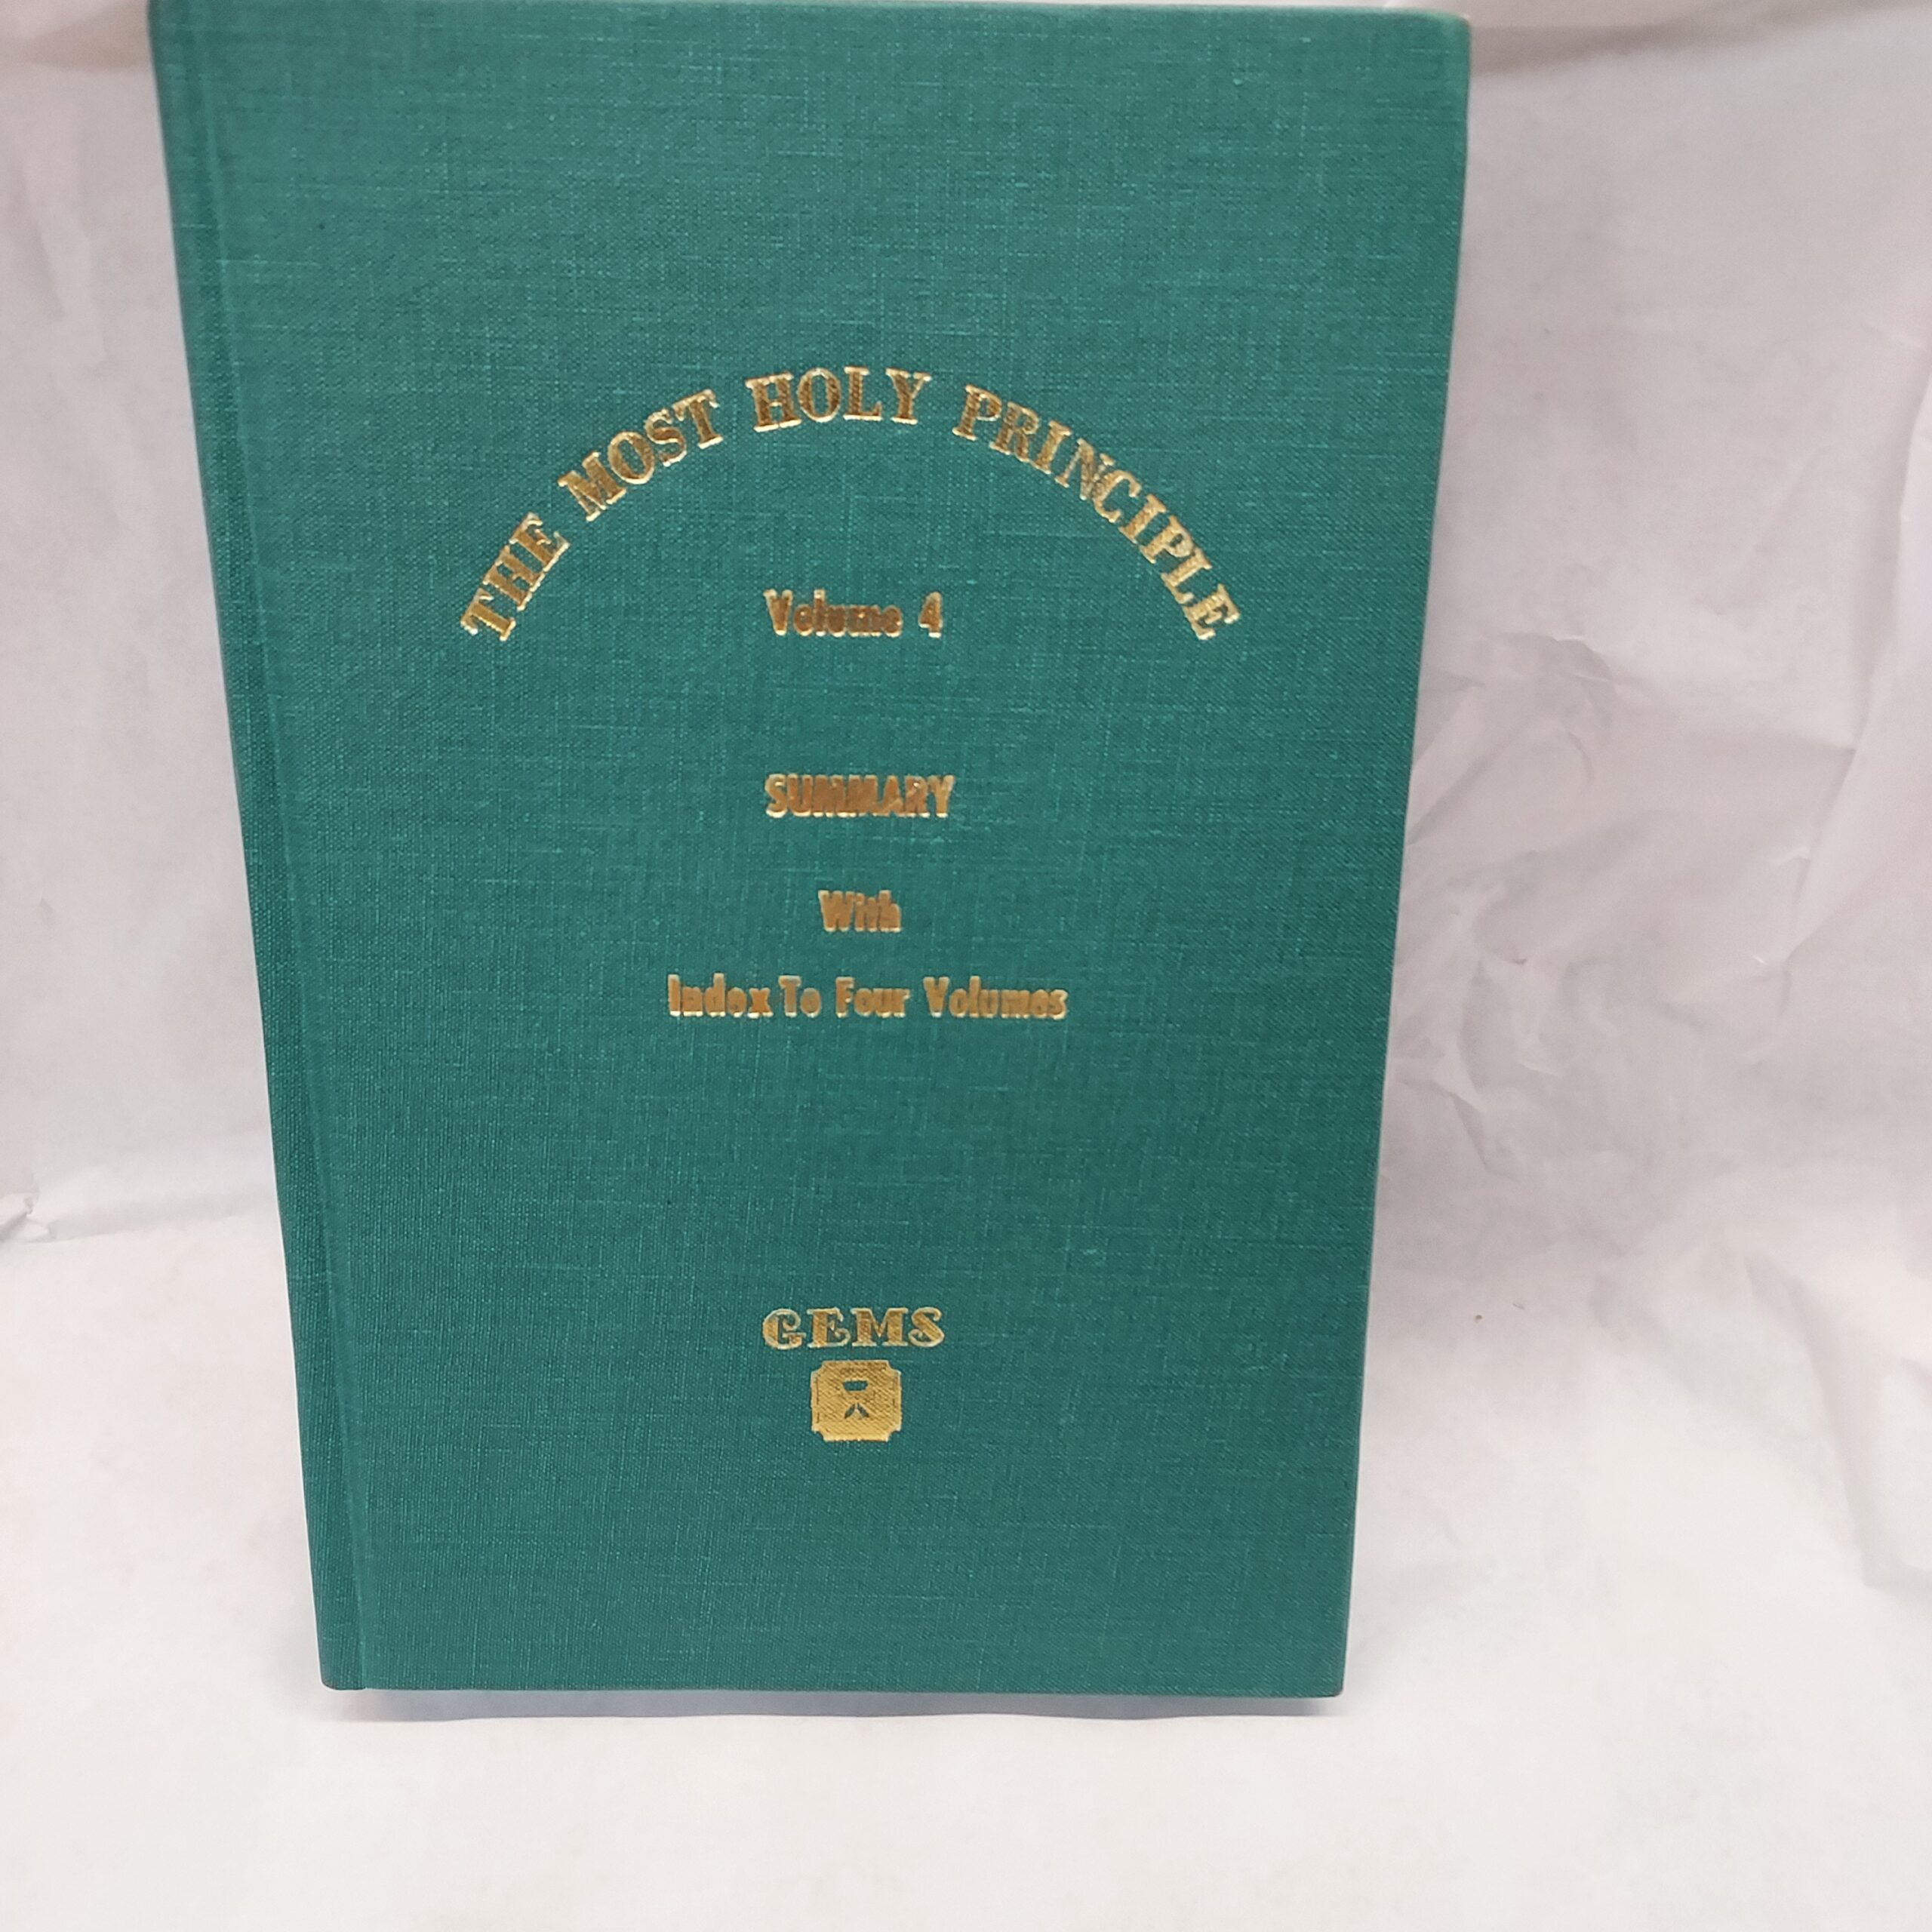 THE MOST HOLY PRINCIPLE
Volume 4
SUMMARY
With
Index To Four Volumes
GEMS